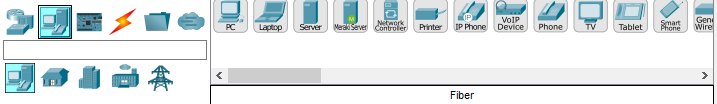 PC
Laptop
Server
Meraki Server
Network Controller
Printer
IP Phone
VoIP Device
Phone
TV
Tablet
Smart Phone
Fiber